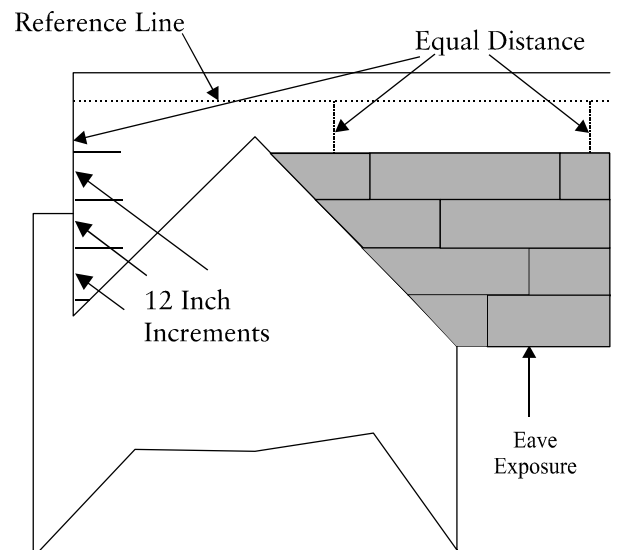 Reference Line
Equal Distance
12 Inch
Increments
Eave
Exposure